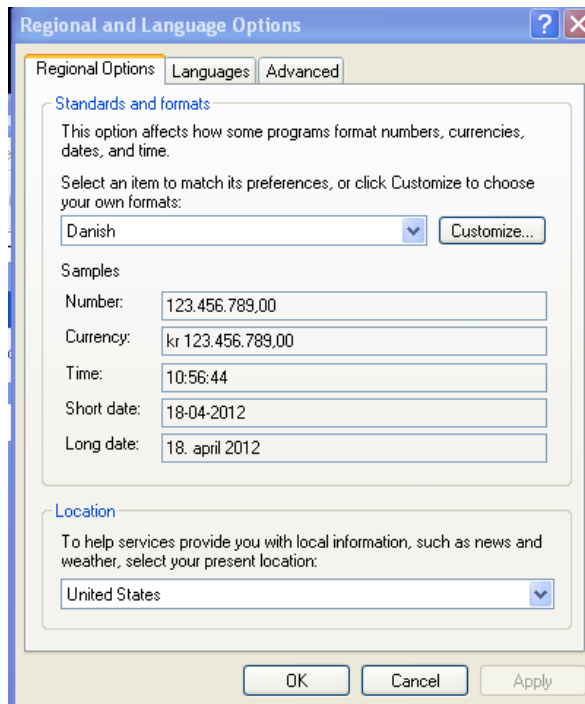 Regional and Language Options
Regional Options Languages Advanced
Standards and formats
This option affects how some programs format numbers, currencies,
dates, and time.
Select an item to match its preferences, or click Customize to choose
your own formats:
Danish Customize...
Samples
Number: 123.456.789,00
Currency: kr 123.456.789,00
Time: 10:56:44
Short date: 18-04-2012
Long date: 18. april 2012
Location
To help services provide you with local information, such as news and
weather, select your present location:
United States
OK Cancel Apply